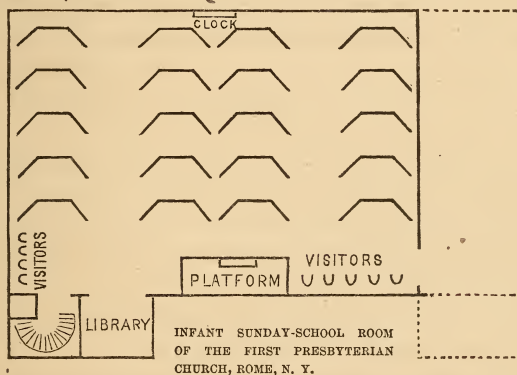 CLOCK
VISITORS
VISITORS
PLATFORM
LIBRARY
INFANT SUNDAY-SCHOOL ROOM
OF THE FIRST PRESBYTERIAN
CHURCH, ROME, N. Y.